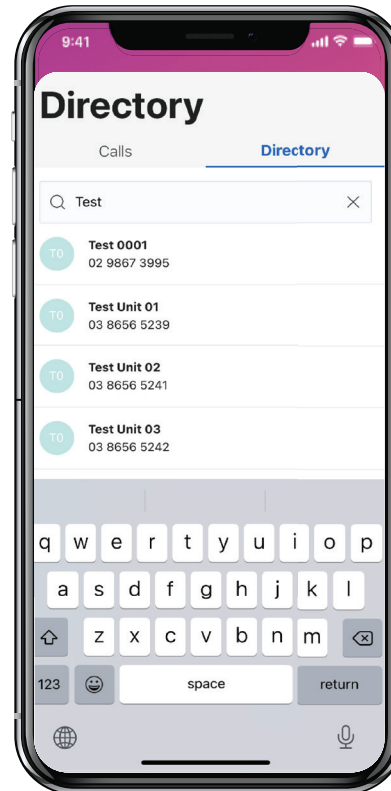 9:41
Directory
Calls Directory
Test
T0 Test 0001
02 9867 3995
T0 Test Unit 01
03 8656 5239
T0 Test Unit 02
03 8656 5241
T0 Test Unit 03
03 8656 5242
q w e r t y u i o p
a s d f g h j k l
z x c v b n m
123 space return